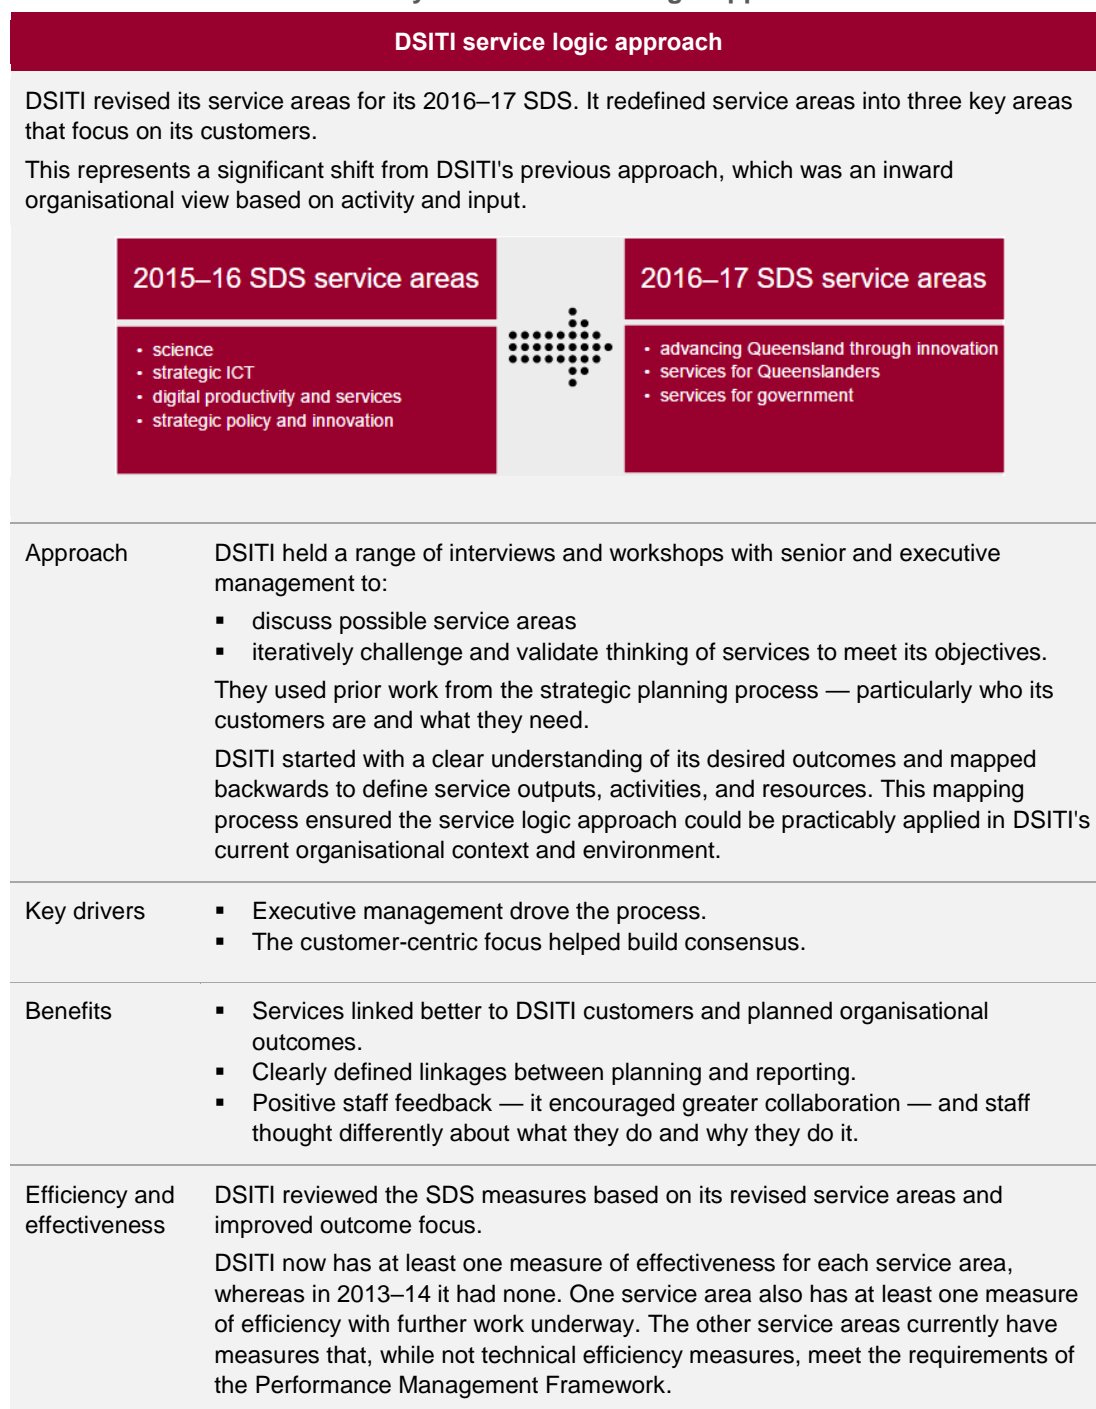 DSITI service logic approach
DSITI revised its service areas for its 2016–17 SDS. It redefined service areas into three key areas
that focus on its customers.
This represents a significant shift from DSITI's previous approach, which was an inward
organisational view based on activity and input.
2015–16 SDS service areas
• science
• strategic ICT
• digital productivity and services
• strategic policy and innovation
2016–17 SDS service areas
• advancing Queensland through innovation
• services for Queenslanders
• services for government
Approach
DSITI held a range of interviews and workshops with senior and executive
management to:
▪ discuss possible service areas
▪ iteratively challenge and validate thinking of services to meet its objectives.
They used prior work from the strategic planning process — particularly who its
customers are and what they need.
DSITI started with a clear understanding of its desired outcomes and mapped
backwards to define service outputs, activities, and resources. This mapping
process ensured the service logic approach could be practicably applied in DSITI's
current organisational context and environment.
Key drivers
▪ Executive management drove the process.
▪ The customer-centric focus helped build consensus.
Benefits
▪ Services linked better to DSITI customers and planned organisational
outcomes.
▪ Clearly defined linkages between planning and reporting.
▪ Positive staff feedback — it encouraged greater collaboration — and staff
thought differently about what they do and why they do it.
Efficiency and
effectiveness
DSITI reviewed the SDS measures based on its revised service areas and
improved outcome focus.
DSITI now has at least one measure of effectiveness for each service area,
whereas in 2013–14 it had none. One service area also has at least one measure
of efficiency with further work underway. The other service areas currently have
measures that, while not technical efficiency measures, meet the requirements of
the Performance Management Framework.